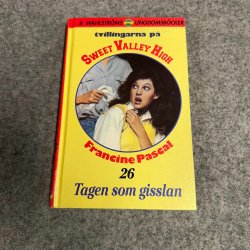 B. WAHLSTRÖMS UNGDOMSBÖCKER
tvillingarna på
SWEET VALLEY HIGH
Francine Pascal
26
Tagen som gisslan